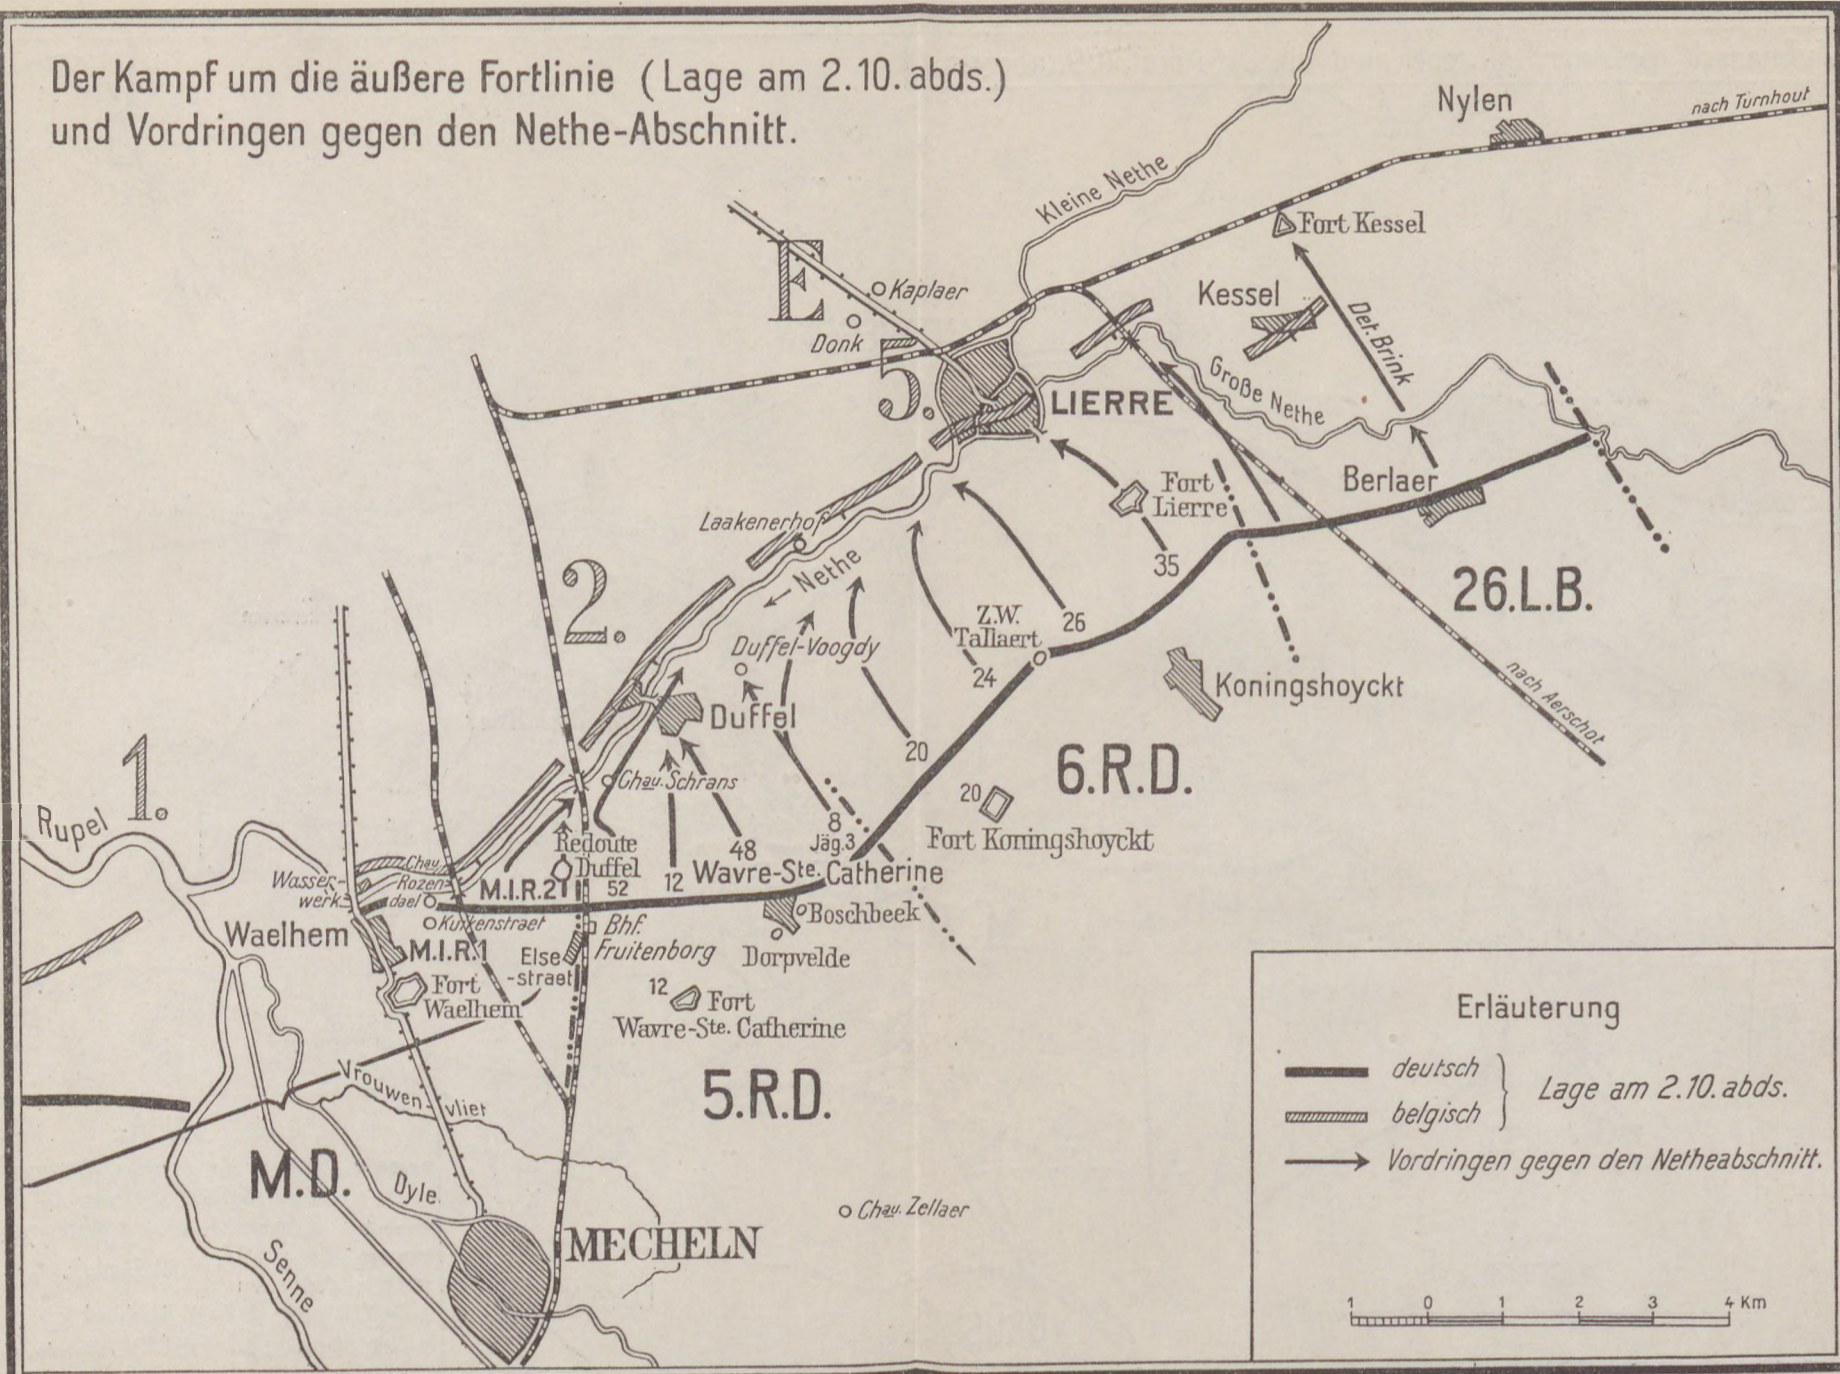 Der Kampf um die äußere Fortlinie (Lage am 2.10. abds.)
und Vordringen gegen den Nethe-Abschnitt.
Nylen
nach Turnhout
Kleine Nethe
Fort Kessel
E
Kaplaer
Kessel
Det. Brink
Donk
5.
Große Nethe
LIERRE
Berlaer
Fort
Lierre
Laakenerhof
35
Nethe
2.
26.L.B.
26
Z.W.
Tallaert
Duffel-Voogdy
24
Koningshoyckt
nach Aerschot
Duffel
20
6.R.D.
1.
Chau. Schrans
20
Rupel
8
Jäg.3
Fort Koningshoyckt
Redoute
Duffel
48
Wavre-Ste. Catherine
Chau.
Rozen-
dael
Wasser-
werk
M.I.R.2
52
12
Boschbeek
Kurkenstraet
Waelhem
M.I.R.1
Bhf.
Fruitenborg
Else
-straet
Dorpvelde
Fort
Waelhem
12
Fort
Wavre-Ste. Catherine
Vrouwen-vliet
5.R.D.
M.D.
Dyle
Chau. Zellaer
MECHELN
Senne
Erläuterung
deutsch
belgisch
Lage am 2.10. abds.
Vordringen gegen den Netheabschnitt.
1 0 1 2 3 4 Km